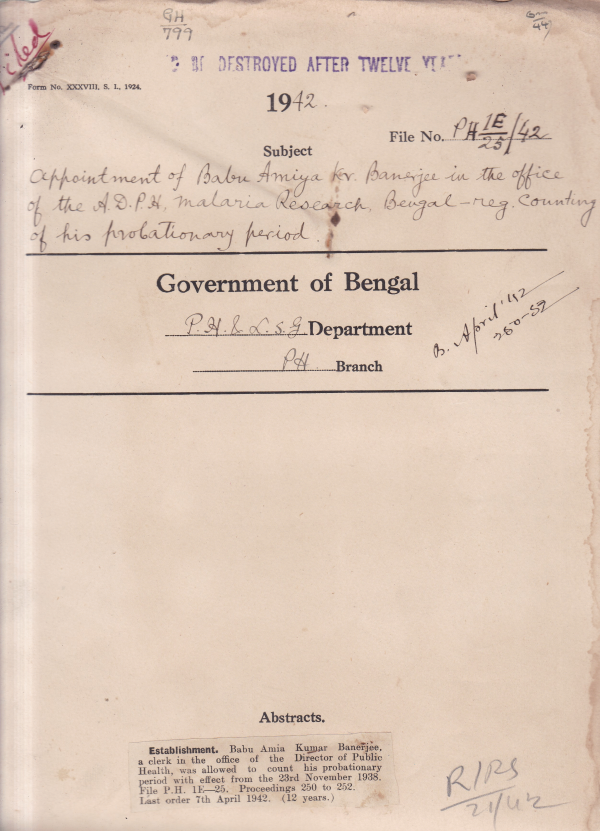 GH
799
TO BE DESTROYED AFTER TWELVE YEARS
Form No. XXXVIII, S. I., 1924.
1942.
File No. PH 1E/25/42
Subject
Appointment of Babu Amiya Kr. Banerjee in the office
of the A.D.P.H, Malaria Research, Bengal - reg. Counting
of his probationary period.
Government of Bengal
P.H. & L.S.G Department
PH Branch
B. April '42
250-52
Abstracts.
Establishment. Babu Amia Kumar Banerjee,
a clerk in the office of the Director of Public
Health, was allowed to count his probationary
period with effect from the 23rd November 1938.
File P.H. 1E—25. Proceedings 250 to 252.
Last order 7th April 1942. (12 years.)
R/RS
21/42